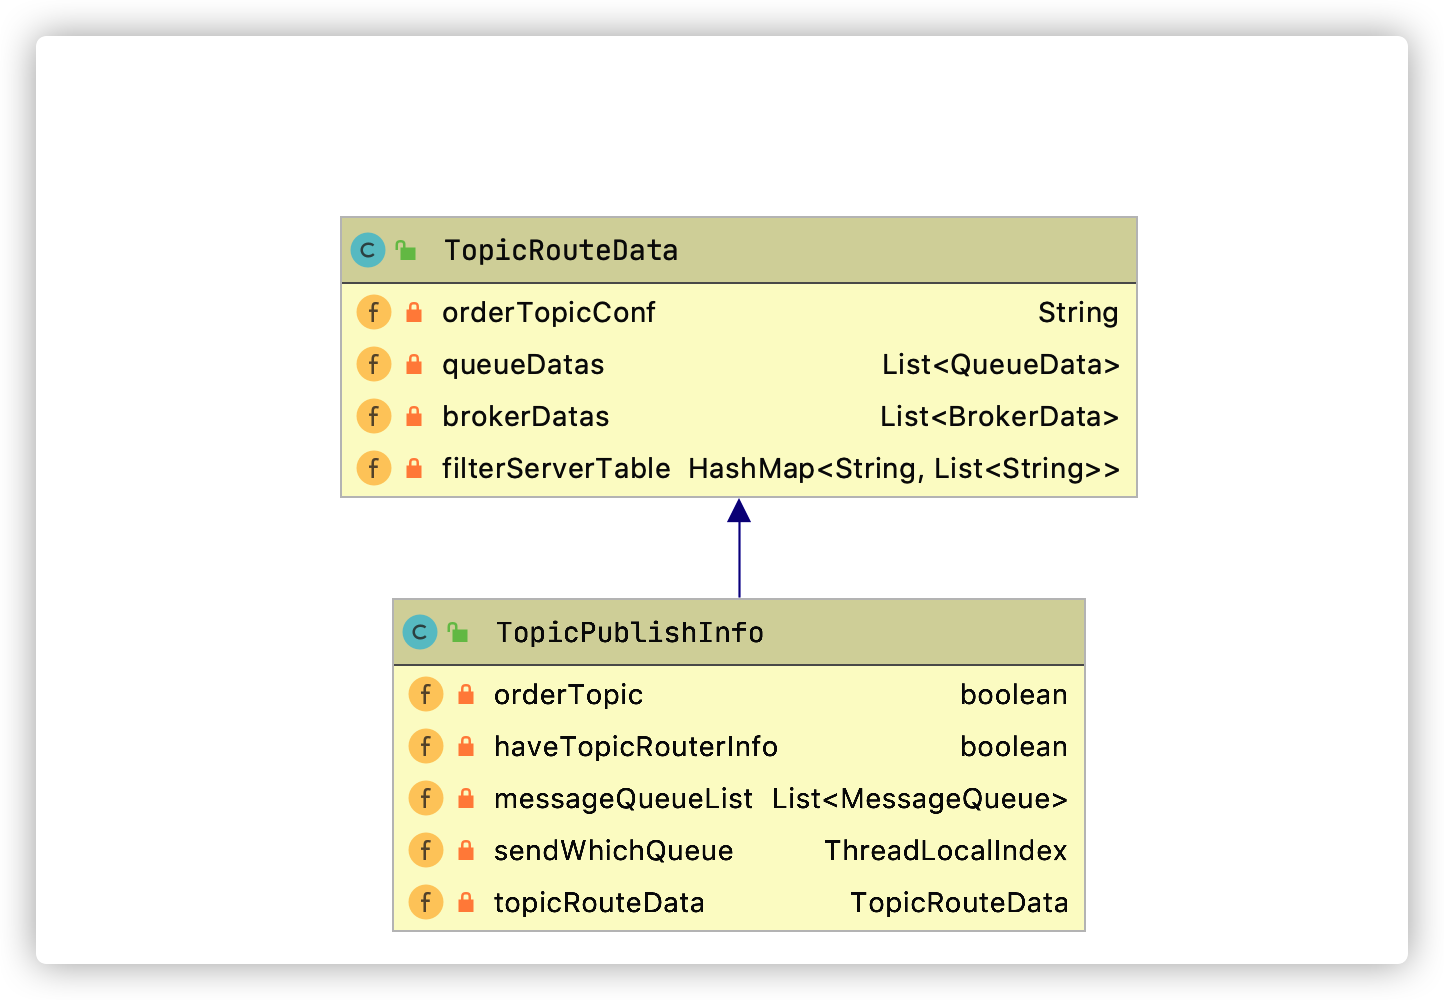 C TopicRouteData
f orderTopicConf String
f queueDatas List<QueueData>
f brokerDatas List<BrokerData>
f filterServerTable HashMap<String, List<String>>
C TopicPublishInfo
f orderTopic boolean
f haveTopicRouterInfo boolean
f messageQueueList List<MessageQueue>
f sendWhichQueue ThreadLocalIndex
f topicRouteData TopicRouteData